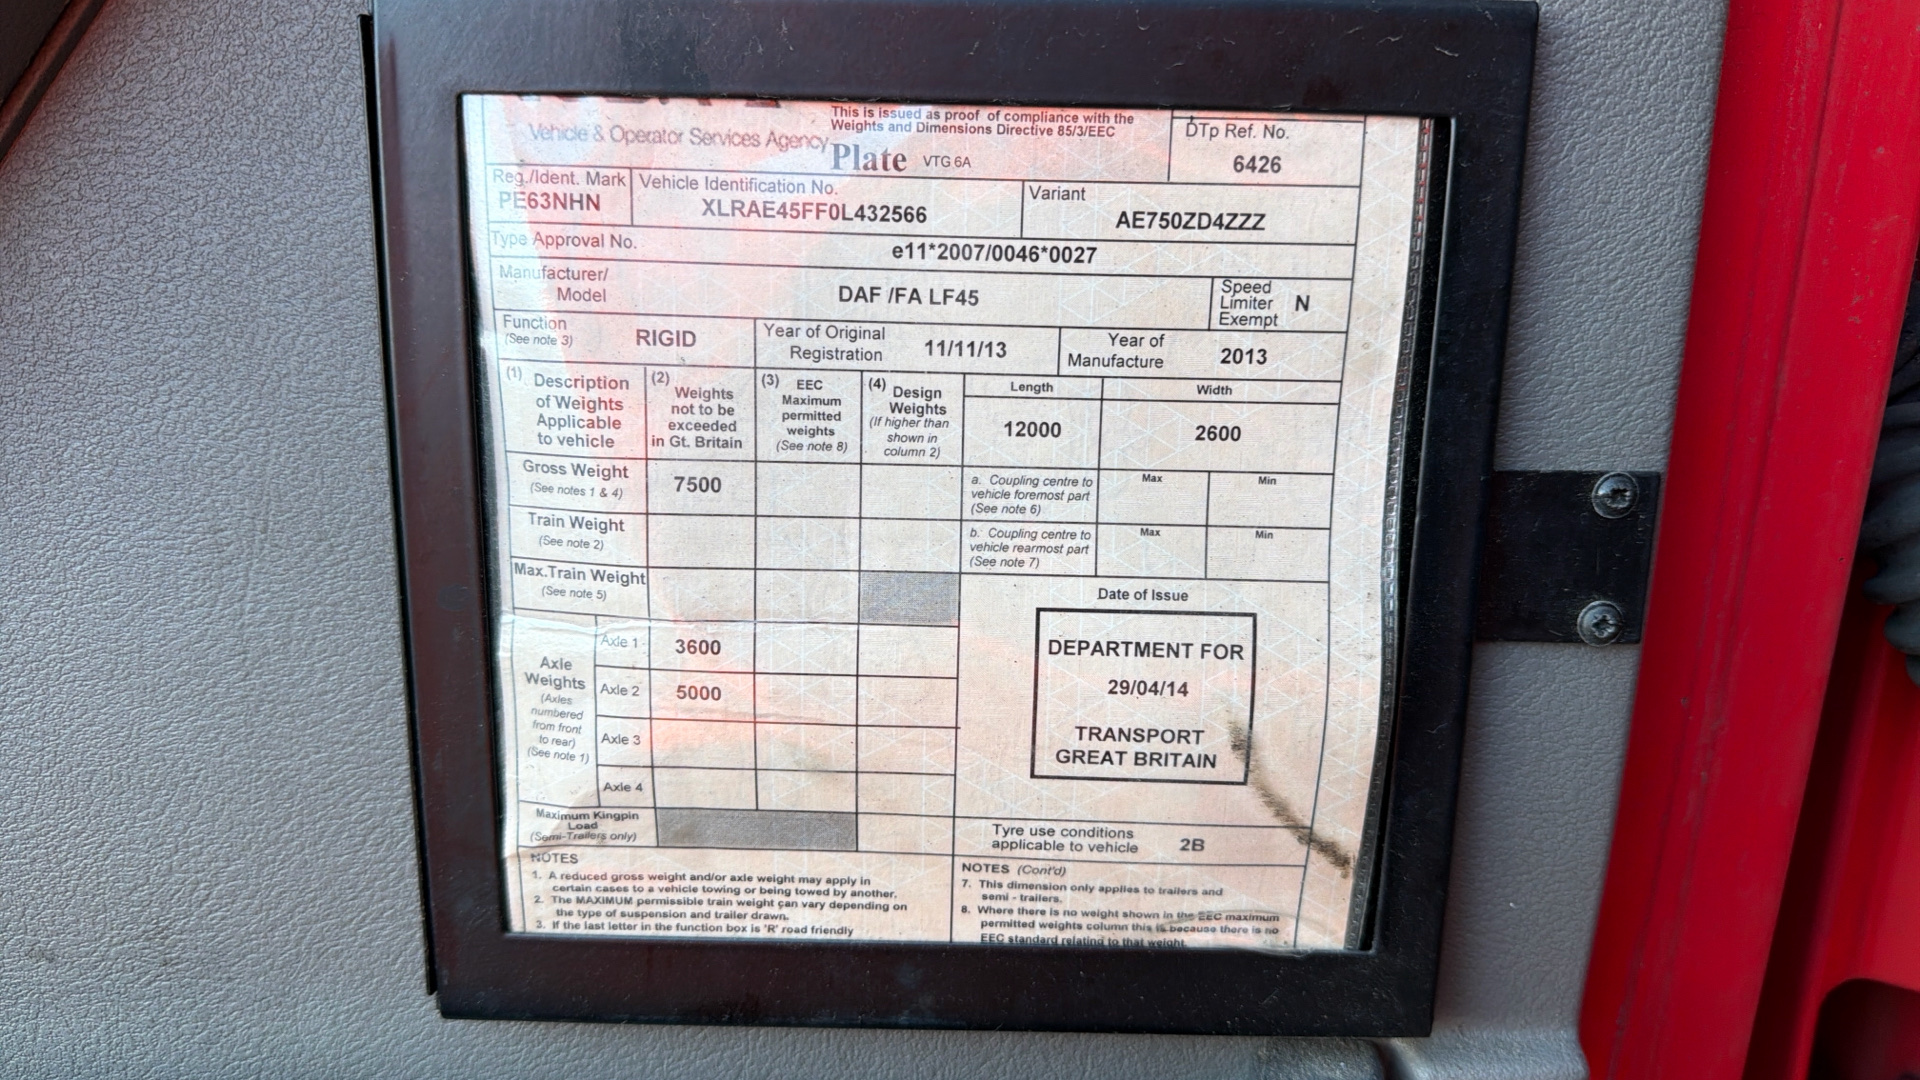 This is issued as proof of compliance with the
Weights and Dimensions Directive 85/3/EEC
Vehicle & Operator Services Agency
Plate VTG 6A
DTp Ref. No.
6426
Reg./Ident. Mark
PE63NHN
Vehicle Identification No.
XLRAE45FF0L432566
Variant
AE750ZD4ZZZ
Type Approval No.
e11*2007/0046*0027
Manufacturer/
Model
DAF /FA LF45
Speed
Limiter
Exempt
N
Function
(See note 3)
RIGID
Year of Original
Registration
11/11/13
Year of
Manufacture
2013
(1) Description
of Weights
Applicable
to vehicle
(2) Weights
not to be
exceeded
in Gt. Britain
(3) EEC
Maximum
permitted
weights
(See note 8)
(4) Design
Weights
(If higher than
shown in
column 2)
Length
12000
Width
2600
Gross Weight
(See notes 1 & 4)
7500
a. Coupling centre to
vehicle foremost part
(See note 6)
Max
Min
Train Weight
(See note 2)
b. Coupling centre to
vehicle rearmost part
(See note 7)
Max
Min
Max.Train Weight
(See note 5)
Date of Issue
DEPARTMENT FOR
29/04/14
TRANSPORT
GREAT BRITAIN
Axle
Weights
(Axles
numbered
from front
to rear)
(See note 1)
Axle 1
3600
Axle 2
5000
Axle 3
Axle 4
Maximum Kingpin
Load
(Semi-Trailers only)
Tyre use conditions
applicable to vehicle
2B
NOTES
1. A reduced gross weight and/or axle weight may apply in
certain cases to a vehicle towing or being towed by another.
2. The MAXIMUM permissible train weight can vary depending on
the type of suspension and trailer drawn.
3. If the last letter in the function box is 'R' road friendly
NOTES (Cont'd)
7. This dimension only applies to trailers and
semi - trailers.
8. Where there is no weight shown in the EEC maximum
permitted weights column this is because there is no
EEC standard relating to that weight.